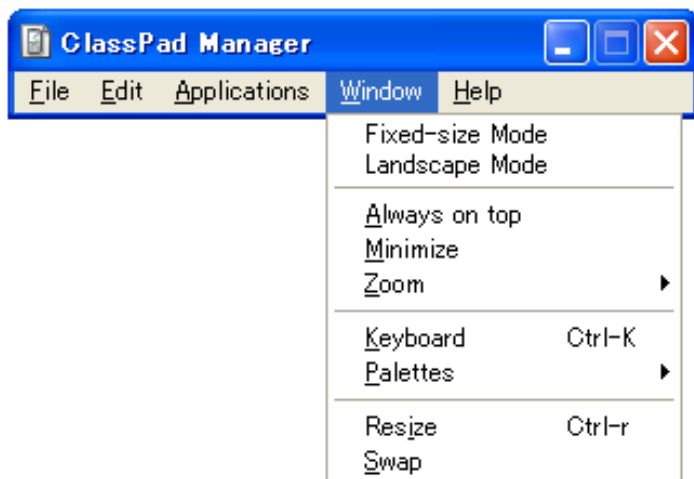 ClassPad Manager
File Edit Applications Window Help
Fixed-size Mode
Landscape Mode
Always on top
Minimize
Zoom
Keyboard Ctrl-K
Palettes
Resize Ctrl-r
Swap